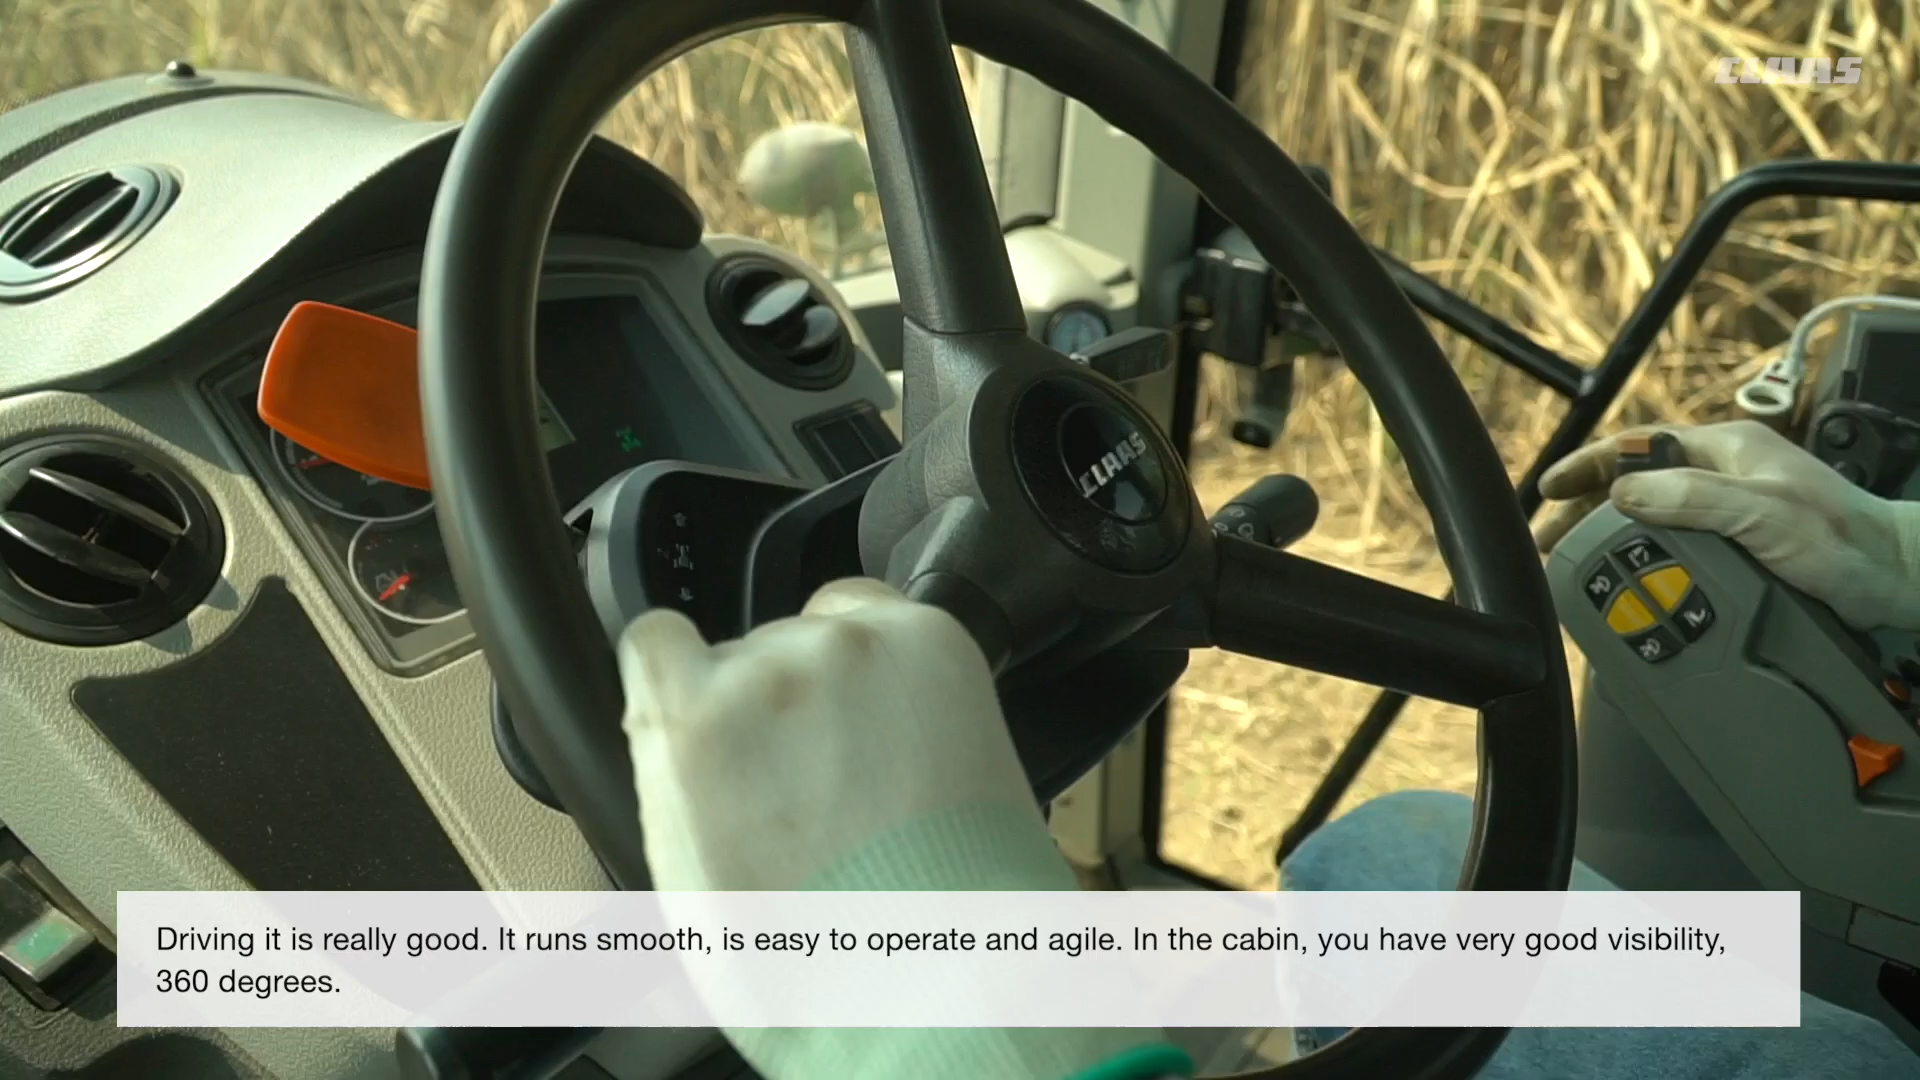 CLAAS
CLAAS
Driving it is really good. It runs smooth, is easy to operate and agile. In the cabin, you have very good visibility,
360 degrees.